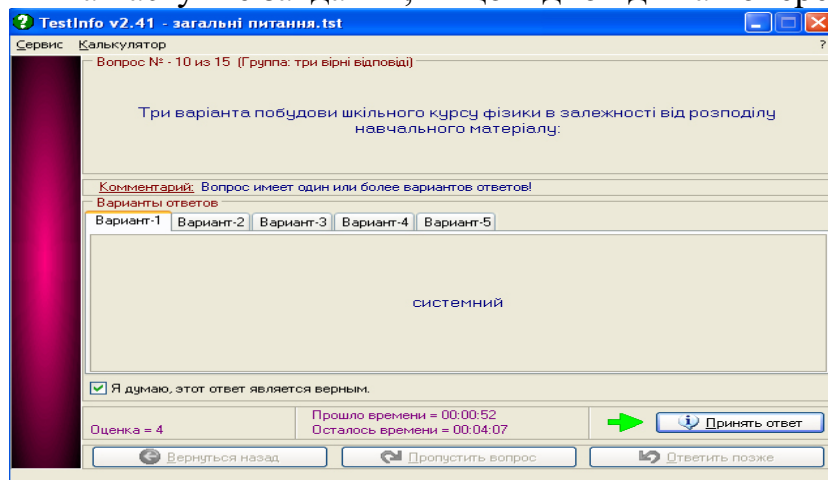 TestInfo v2.41 - загальні питання.tst
Сервис Калькулятор ?
Вопрос № - 10 из 15 (Группа: три вірні відповіді)
Три варіанта побудови шкільного курсу фізики в залежності від розподілу
навчального матеріалу:
Комментарий: Вопрос имеет один или более вариантов ответов!
Варианты ответов
Вариант-1 Вариант-2 Вариант-3 Вариант-4 Вариант-5
системний
Я думаю, этот ответ является верным.
Оценка = 4
Прошло времени = 00:00:52
Осталось времени = 00:04:07
Принять ответ
Вернуться назад Пропустить вопрос Ответить позже